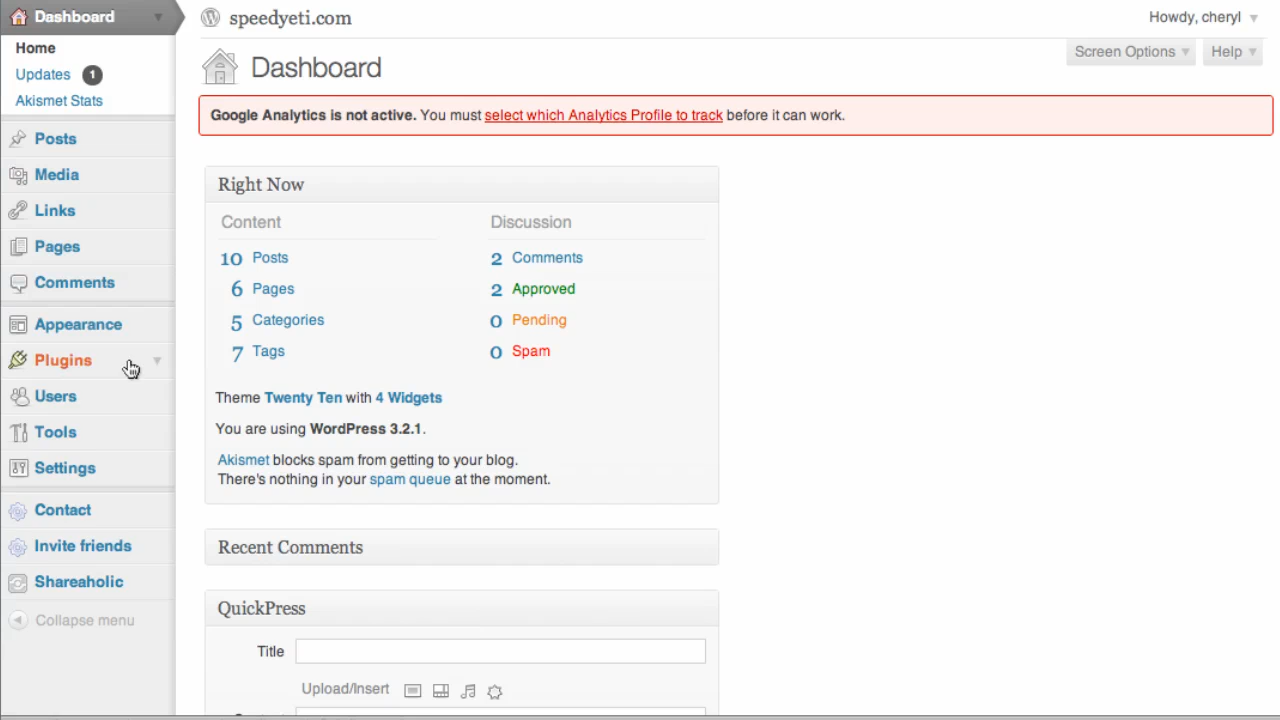 Dashboard
Home
Updates 1
Akismet Stats
Posts
Media
Links
Pages
Comments
Appearance
Plugins
Users
Tools
Settings
Contact
Invite friends
Shareaholic
Collapse menu
speedyeti.com
Howdy, cheryl
Screen Options
Help
Dashboard
Google Analytics is not active. You must select which Analytics Profile to track before it can work.
Right Now
Content
10 Posts
6 Pages
5 Categories
7 Tags
Discussion
2 Comments
2 Approved
0 Pending
0 Spam
Theme Twenty Ten with 4 Widgets
You are using WordPress 3.2.1.
Akismet blocks spam from getting to your blog.
There's nothing in your spam queue at the moment.
Recent Comments
QuickPress
Title
Upload/Insert